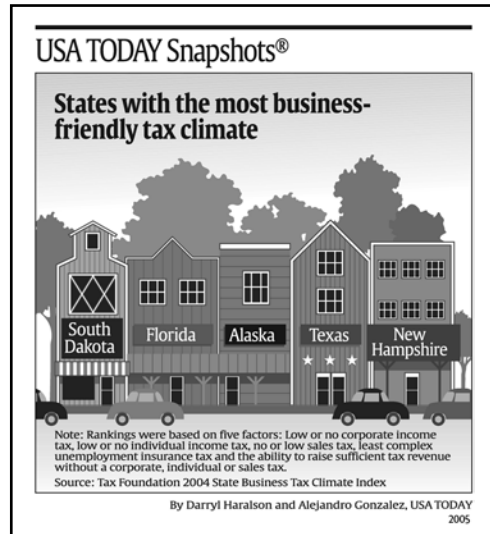 USA TODAY Snapshots®
States with the most business-
friendly tax climate
South
Dakota
Florida
Alaska
Texas
New
Hampshire
Note: Rankings were based on five factors: Low or no corporate income
tax, low or no individual income tax, no or low sales tax, least complex
unemployment insurance tax and the ability to raise sufficient tax revenue
without a corporate, individual or sales tax.
Source: Tax Foundation 2004 State Business Tax Climate Index
By Darryl Haralson and Alejandro Gonzalez, USA TODAY
2005